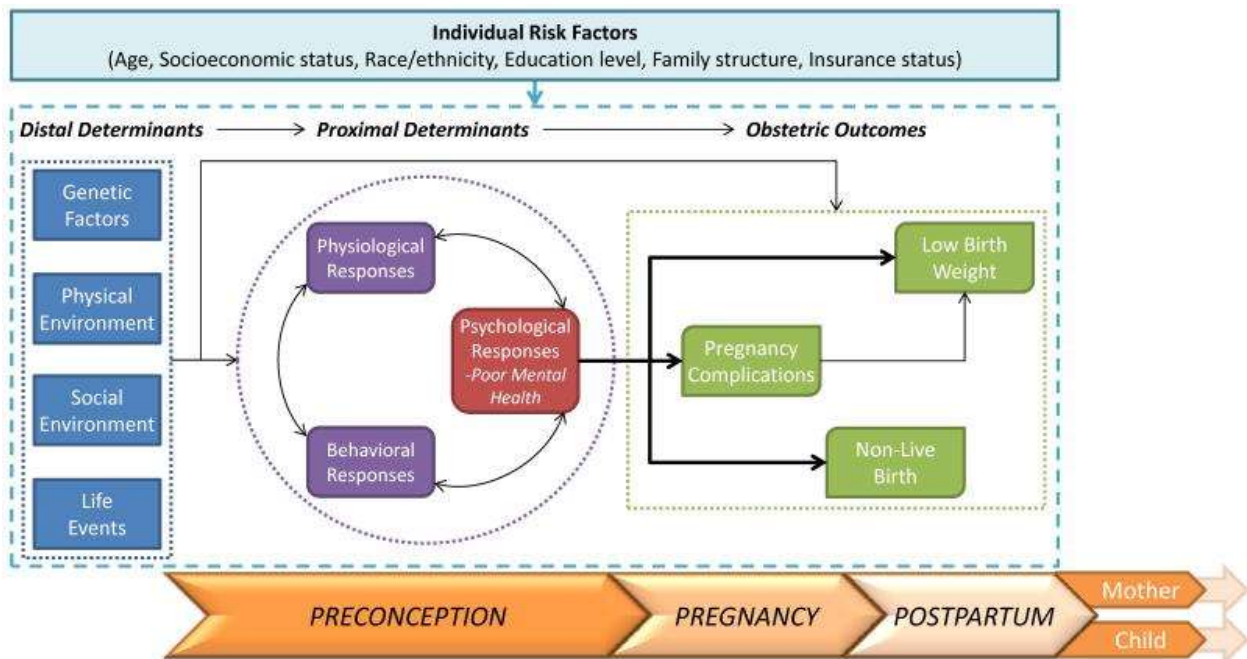 Individual Risk Factors
(Age, Socioeconomic status, Race/ethnicity, Education level, Family structure, Insurance status)
Distal Determinants
Proximal Determinants
Obstetric Outcomes
Genetic
Factors
Physical
Environment
Social
Environment
Life
Events
Physiological
Responses
Psychological
Responses
-Poor Mental
Health
Behavioral
Responses
Low Birth
Weight
Pregnancy
Complications
Non-Live
Birth
PRECONCEPTION
PREGNANCY
POSTPARTUM
Mother
Child